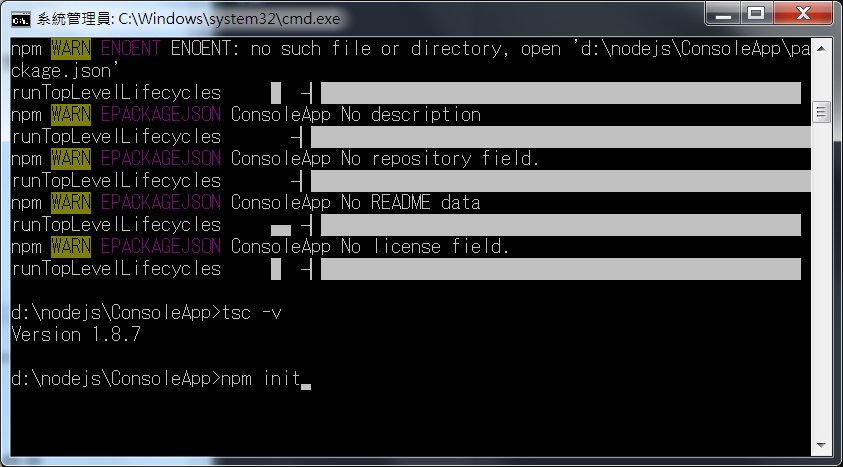 系統管理員: C:\Windows\system32\cmd.exe
npm WARN ENOENT ENOENT: no such file or directory, open 'd:\nodejs\ConsoleApp\pa
ckage.json'
runTopLevelLifecycles
npm WARN EPACKAGEJSON ConsoleApp No description
runTopLevelLifecycles
npm WARN EPACKAGEJSON ConsoleApp No repository field.
runTopLevelLifecycles
npm WARN EPACKAGEJSON ConsoleApp No README data
runTopLevelLifecycles
npm WARN EPACKAGEJSON ConsoleApp No license field.
runTopLevelLifecycles
d:\nodejs\ConsoleApp>tsc -v
Version 1.8.7
d:\nodejs\ConsoleApp>npm init